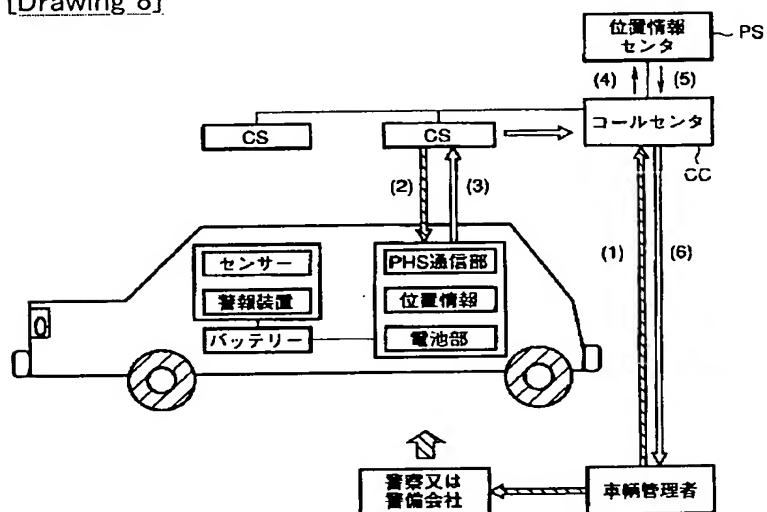 [Drawing 8]
位置情報
センタ
PS
(4)
(5)
コールセンタ
CC
CS
CS
(2)
(3)
(1)
(6)
センサー
警報装置
バッテリー
PHS通信部
位置情報
電池部
警察又は
警備会社
車輌管理者